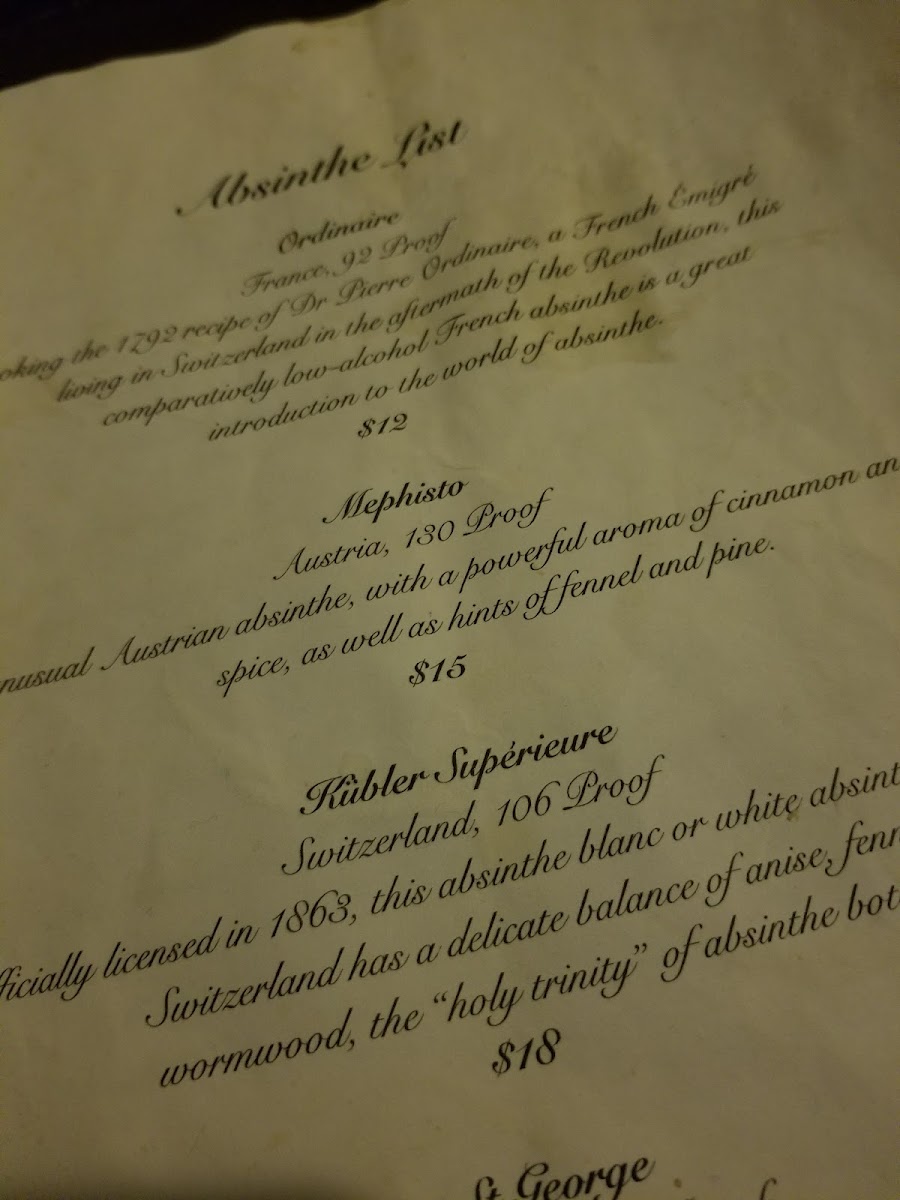 Absinthe List
Ordinaire
France, 92 Proof
oking the 1792 recipe of Dr Pierre Ordinaire, a French Émigré
living in Switzerland in the aftermath of the Revolution, this
comparatively low-alcohol French absinthe is a great
introduction to the world of absinthe.
$12
Mephisto
Austria, 130 Proof
nusual Austrian absinthe, with a powerful aroma of cinnamon an
spice, as well as hints of fennel and pine.
$15
Kübler Supérieure
Switzerland, 106 Proof
ficially licensed in 1863, this absinthe blanc or white absint
Switzerland has a delicate balance of anise, fenn
wormwood, the “holy trinity” of absinthe bot
$18
St George